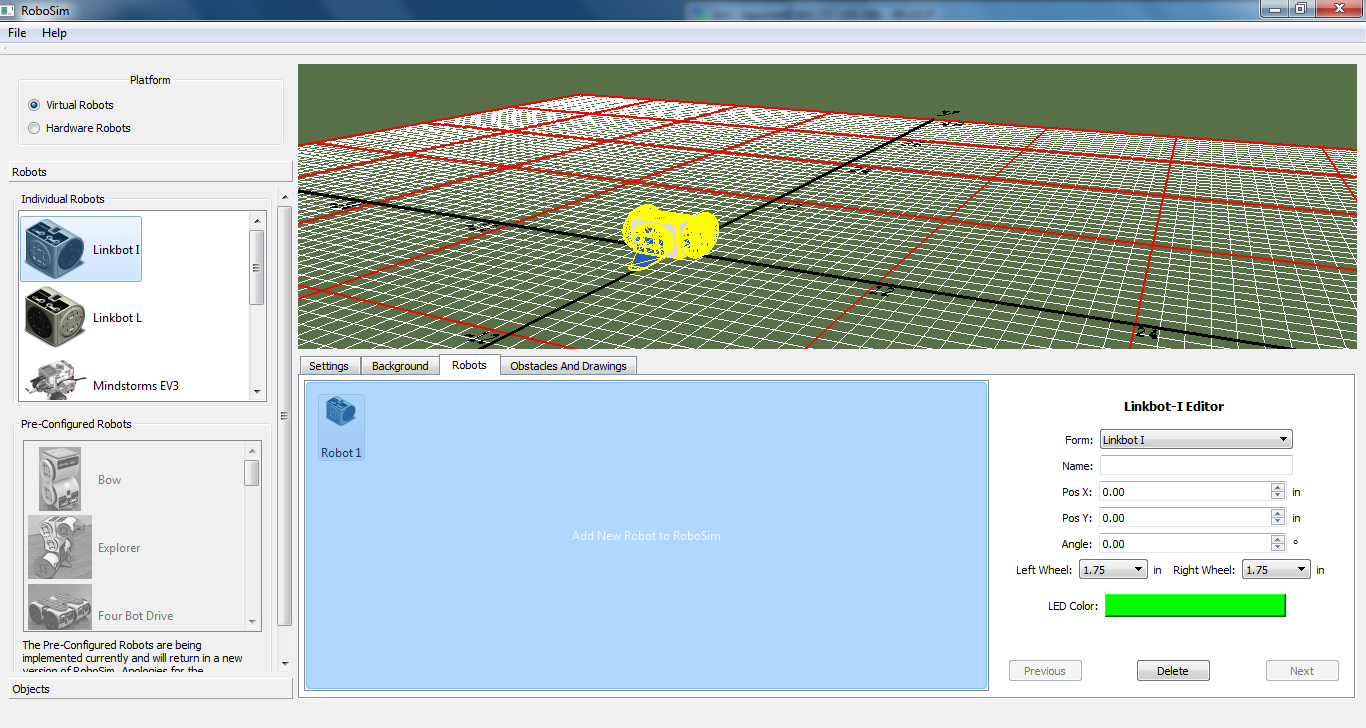 RoboSim
File Help
Platform
Virtual Robots
Hardware Robots
Robots
Individual Robots
Linkbot I
Linkbot L
Mindstorms EV3
Pre-Configured Robots
Bow
Explorer
Four Bot Drive
The Pre-Configured Robots are being
implemented currently and will return in a new
version of RoboSim. Apologies for the
Objects
24
Settings Background Robots Obstacles And Drawings
Robot 1
Add New Robot to RoboSim
Linkbot-I Editor
Form: Linkbot I
Name:
Pos X: 0.00 in
Pos Y: 0.00 in
Angle: 0.00 °
Left Wheel: 1.75 in Right Wheel: 1.75 in
LED Color:
Previous Delete Next